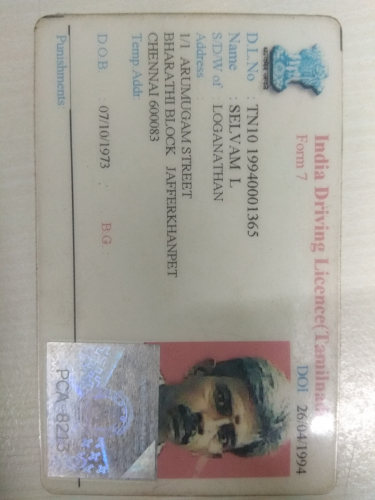 India Driving Licence(Tamilnad
Form 7
D.L.No : TN10 19940001365
DOI 26/04/1994
Name : SELVAM L
S/D/W of : LOGANATHAN
Address :
1/1 ARUMUGAM STREET
BHARATHI BLOCK JAFFERKHANPET
CHENNAI 600083
Temp Addr
D.O.B. : 07/10/1973 B.G
Punishments
PCA 8213